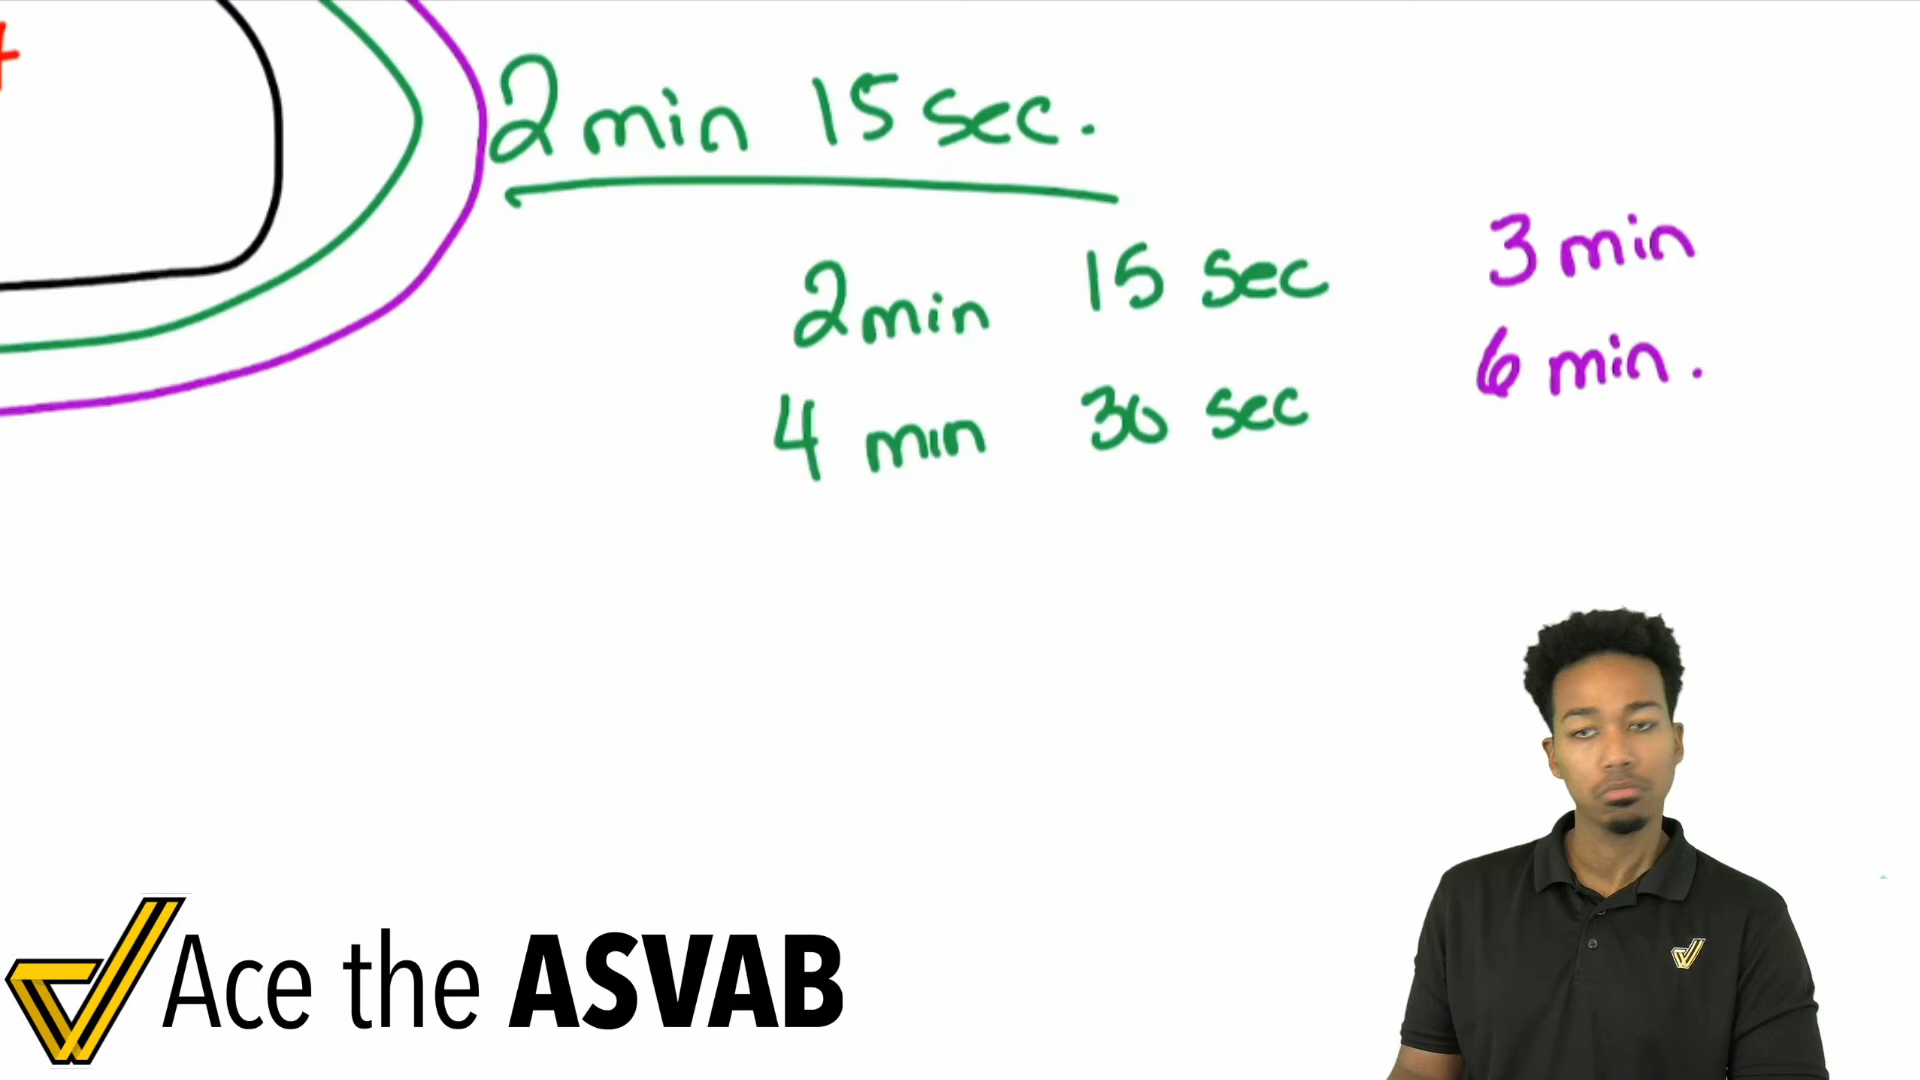 2 min 15 sec.
2 min 15 sec 3 min
4 min 30 sec 6 min.
Ace the ASVAB